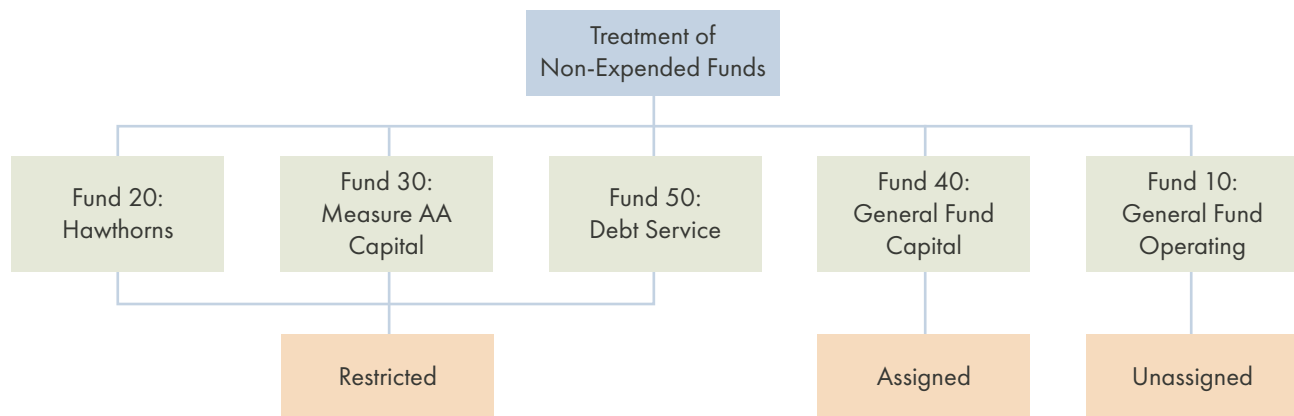 Treatment of
Non-Expended Funds
Fund 20:
Hawthorns
Fund 30:
Measure AA
Capital
Fund 50:
Debt Service
Fund 40:
General Fund
Capital
Fund 10:
General Fund
Operating
Restricted
Assigned
Unassigned